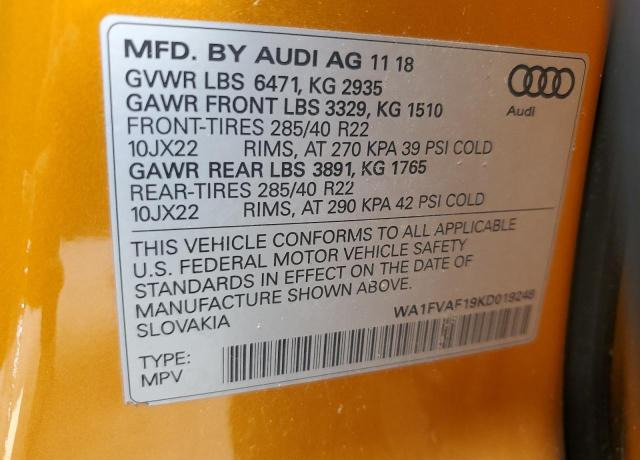 MFD. BY AUDI AG 11 18
GVWR LBS 6471, KG 2935
GAWR FRONT LBS 3329, KG 1510
FRONT-TIRES 285/40 R22
10JX22 RIMS, AT 270 KPA 39 PSI COLD
GAWR REAR LBS 3891, KG 1765
REAR-TIRES 285/40 R22
10JX22 RIMS, AT 290 KPA 42 PSI COLD
Audi
THIS VEHICLE CONFORMS TO ALL APPLICABLE
U.S. FEDERAL MOTOR VEHICLE SAFETY
STANDARDS IN EFFECT ON THE DATE OF
MANUFACTURE SHOWN ABOVE.
SLOVAKIA
WA1FVAF19KD019248
TYPE:
MPV